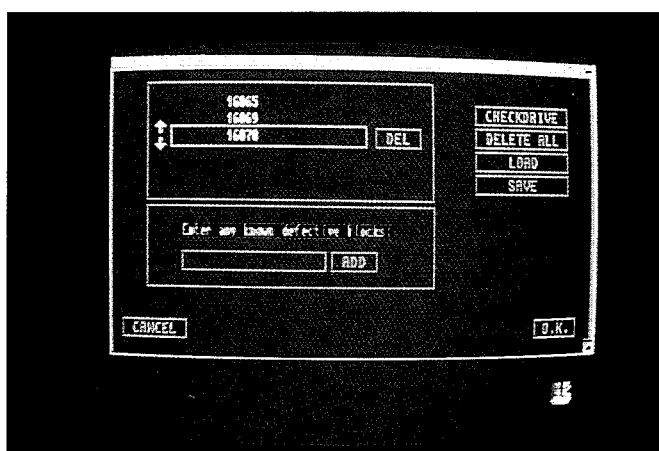 16065
16069
16070
DEL
CHECKDRIVE
DELETE ALL
LOAD
SAVE
Enter any known defective blocks:
ADD
CANCEL
O.K.